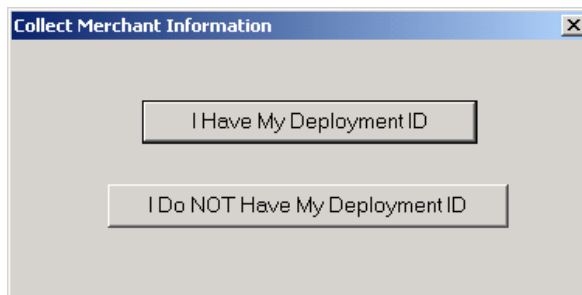 Collect Merchant Information
I Have My Deployment ID
I Do NOT Have My Deployment ID